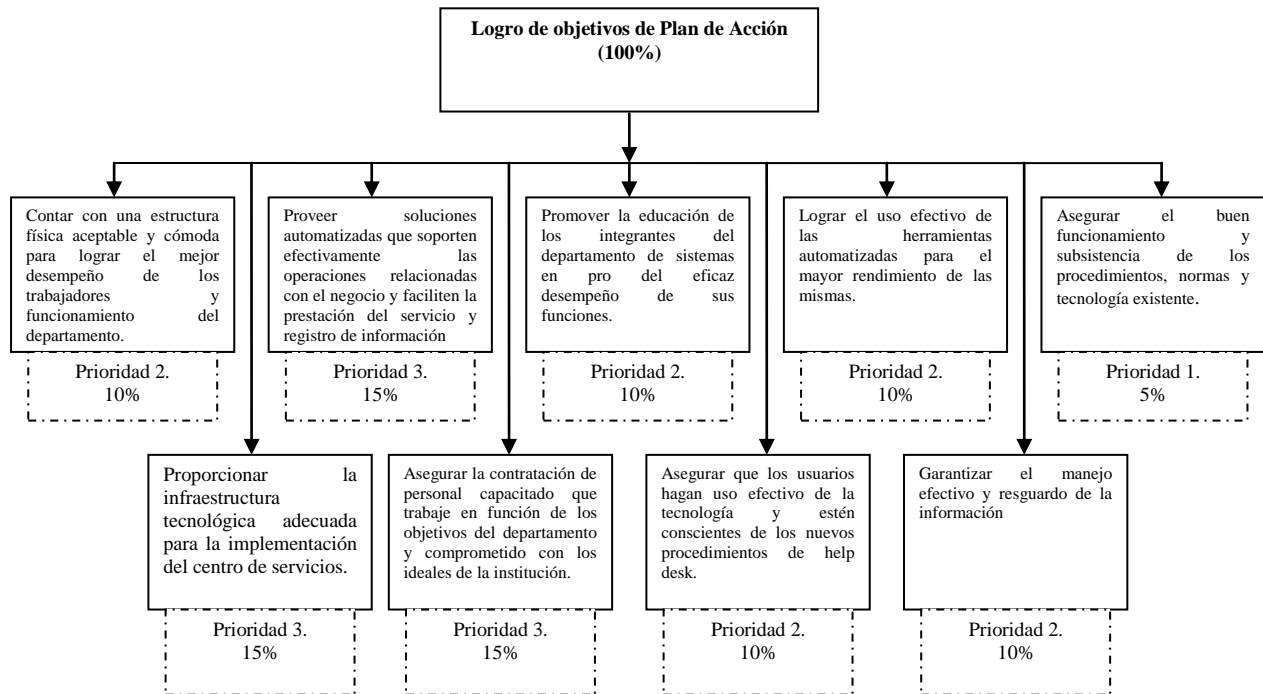 Logro de objetivos de Plan de Acción
(100%)
Contar con una estructura
física aceptable y cómoda
para lograr el mejor
desempeño de los
trabajadores y
funcionamiento del
departamento.
Prioridad 2.
10%
Proveer soluciones
automatizadas que soporten
efectivamente las
operaciones relacionadas
con el negocio y faciliten la
prestación del servicio y
registro de información
Prioridad 3.
15%
Promover la educación de
los integrantes del
departamento de sistemas
en pro del eficaz
desempeño de sus
funciones.
Prioridad 2.
10%
Lograr el uso efectivo de
las herramientas
automatizadas para el
mayor rendimiento de las
mismas.
Prioridad 2.
10%
Asegurar el buen
funcionamiento y
subsistencia de los
procedimientos, normas y
tecnología existente.
Prioridad 1.
5%
Proporcionar la
infraestructura
tecnológica adecuada
para la implementación
del centro de servicios.
Prioridad 3.
15%
Asegurar la contratación de
personal capacitado que
trabaje en función de los
objetivos del departamento
y comprometido con los
ideales de la institución.
Prioridad 3.
15%
Asegurar que los usuarios
hagan uso efectivo de la
tecnología y estén
conscientes de los nuevos
procedimientos de help
desk.
Prioridad 2.
10%
Garantizar el manejo
efectivo y resguardo de la
información
Prioridad 2.
10%